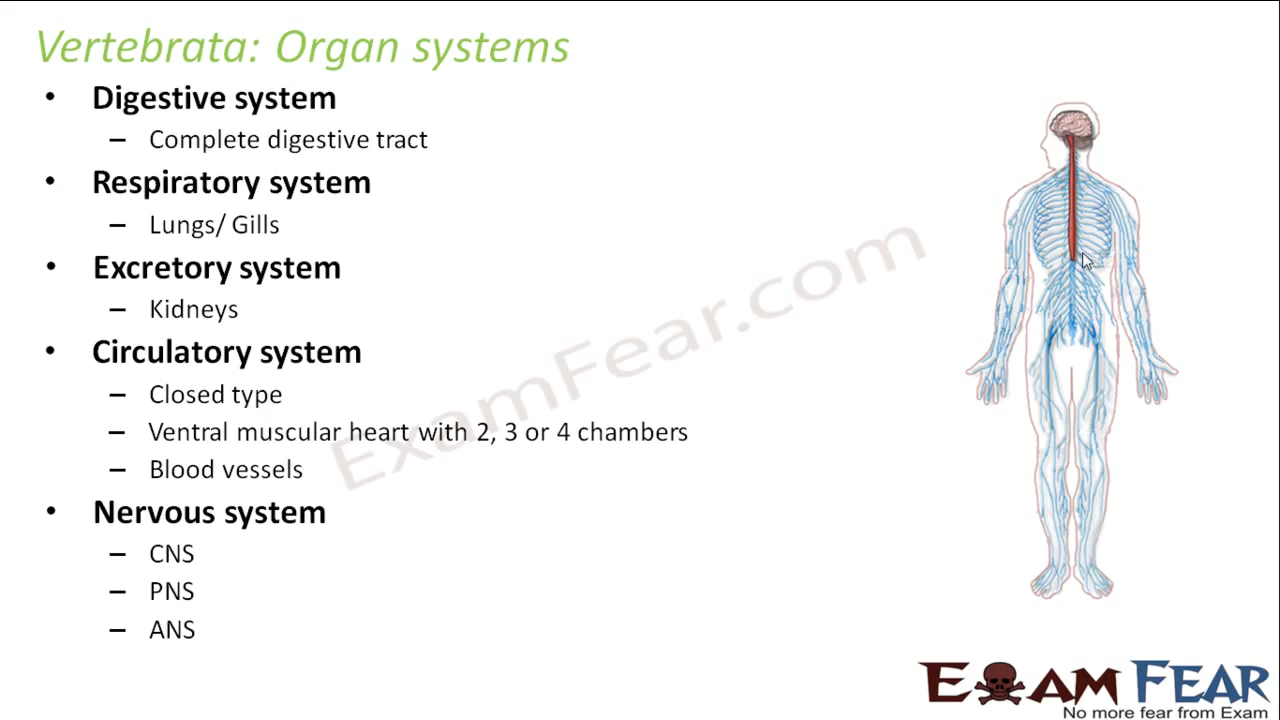 Vertebrata: Organ systems
• Digestive system
– Complete digestive tract
• Respiratory system
– Lungs/ Gills
• Excretory system
– Kidneys
• Circulatory system
– Closed type
– Ventral muscular heart with 2, 3 or 4 chambers
– Blood vessels
• Nervous system
– CNS
– PNS
– ANS
ExamFear.com
EXAM FEAR
No more fear from Exam